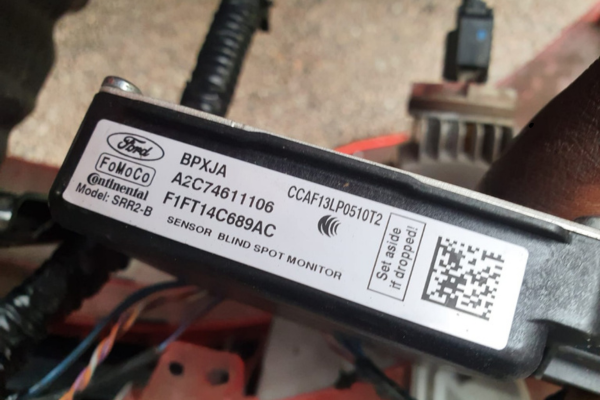 Ford
FoMoCo
Continental
Model: SRR2-B
BPXJA
A2C74611106
F1FT14C689AC
SENSOR BLIND SPOT MONITOR
CCAF13LP0510T2
Set aside
if dropped!